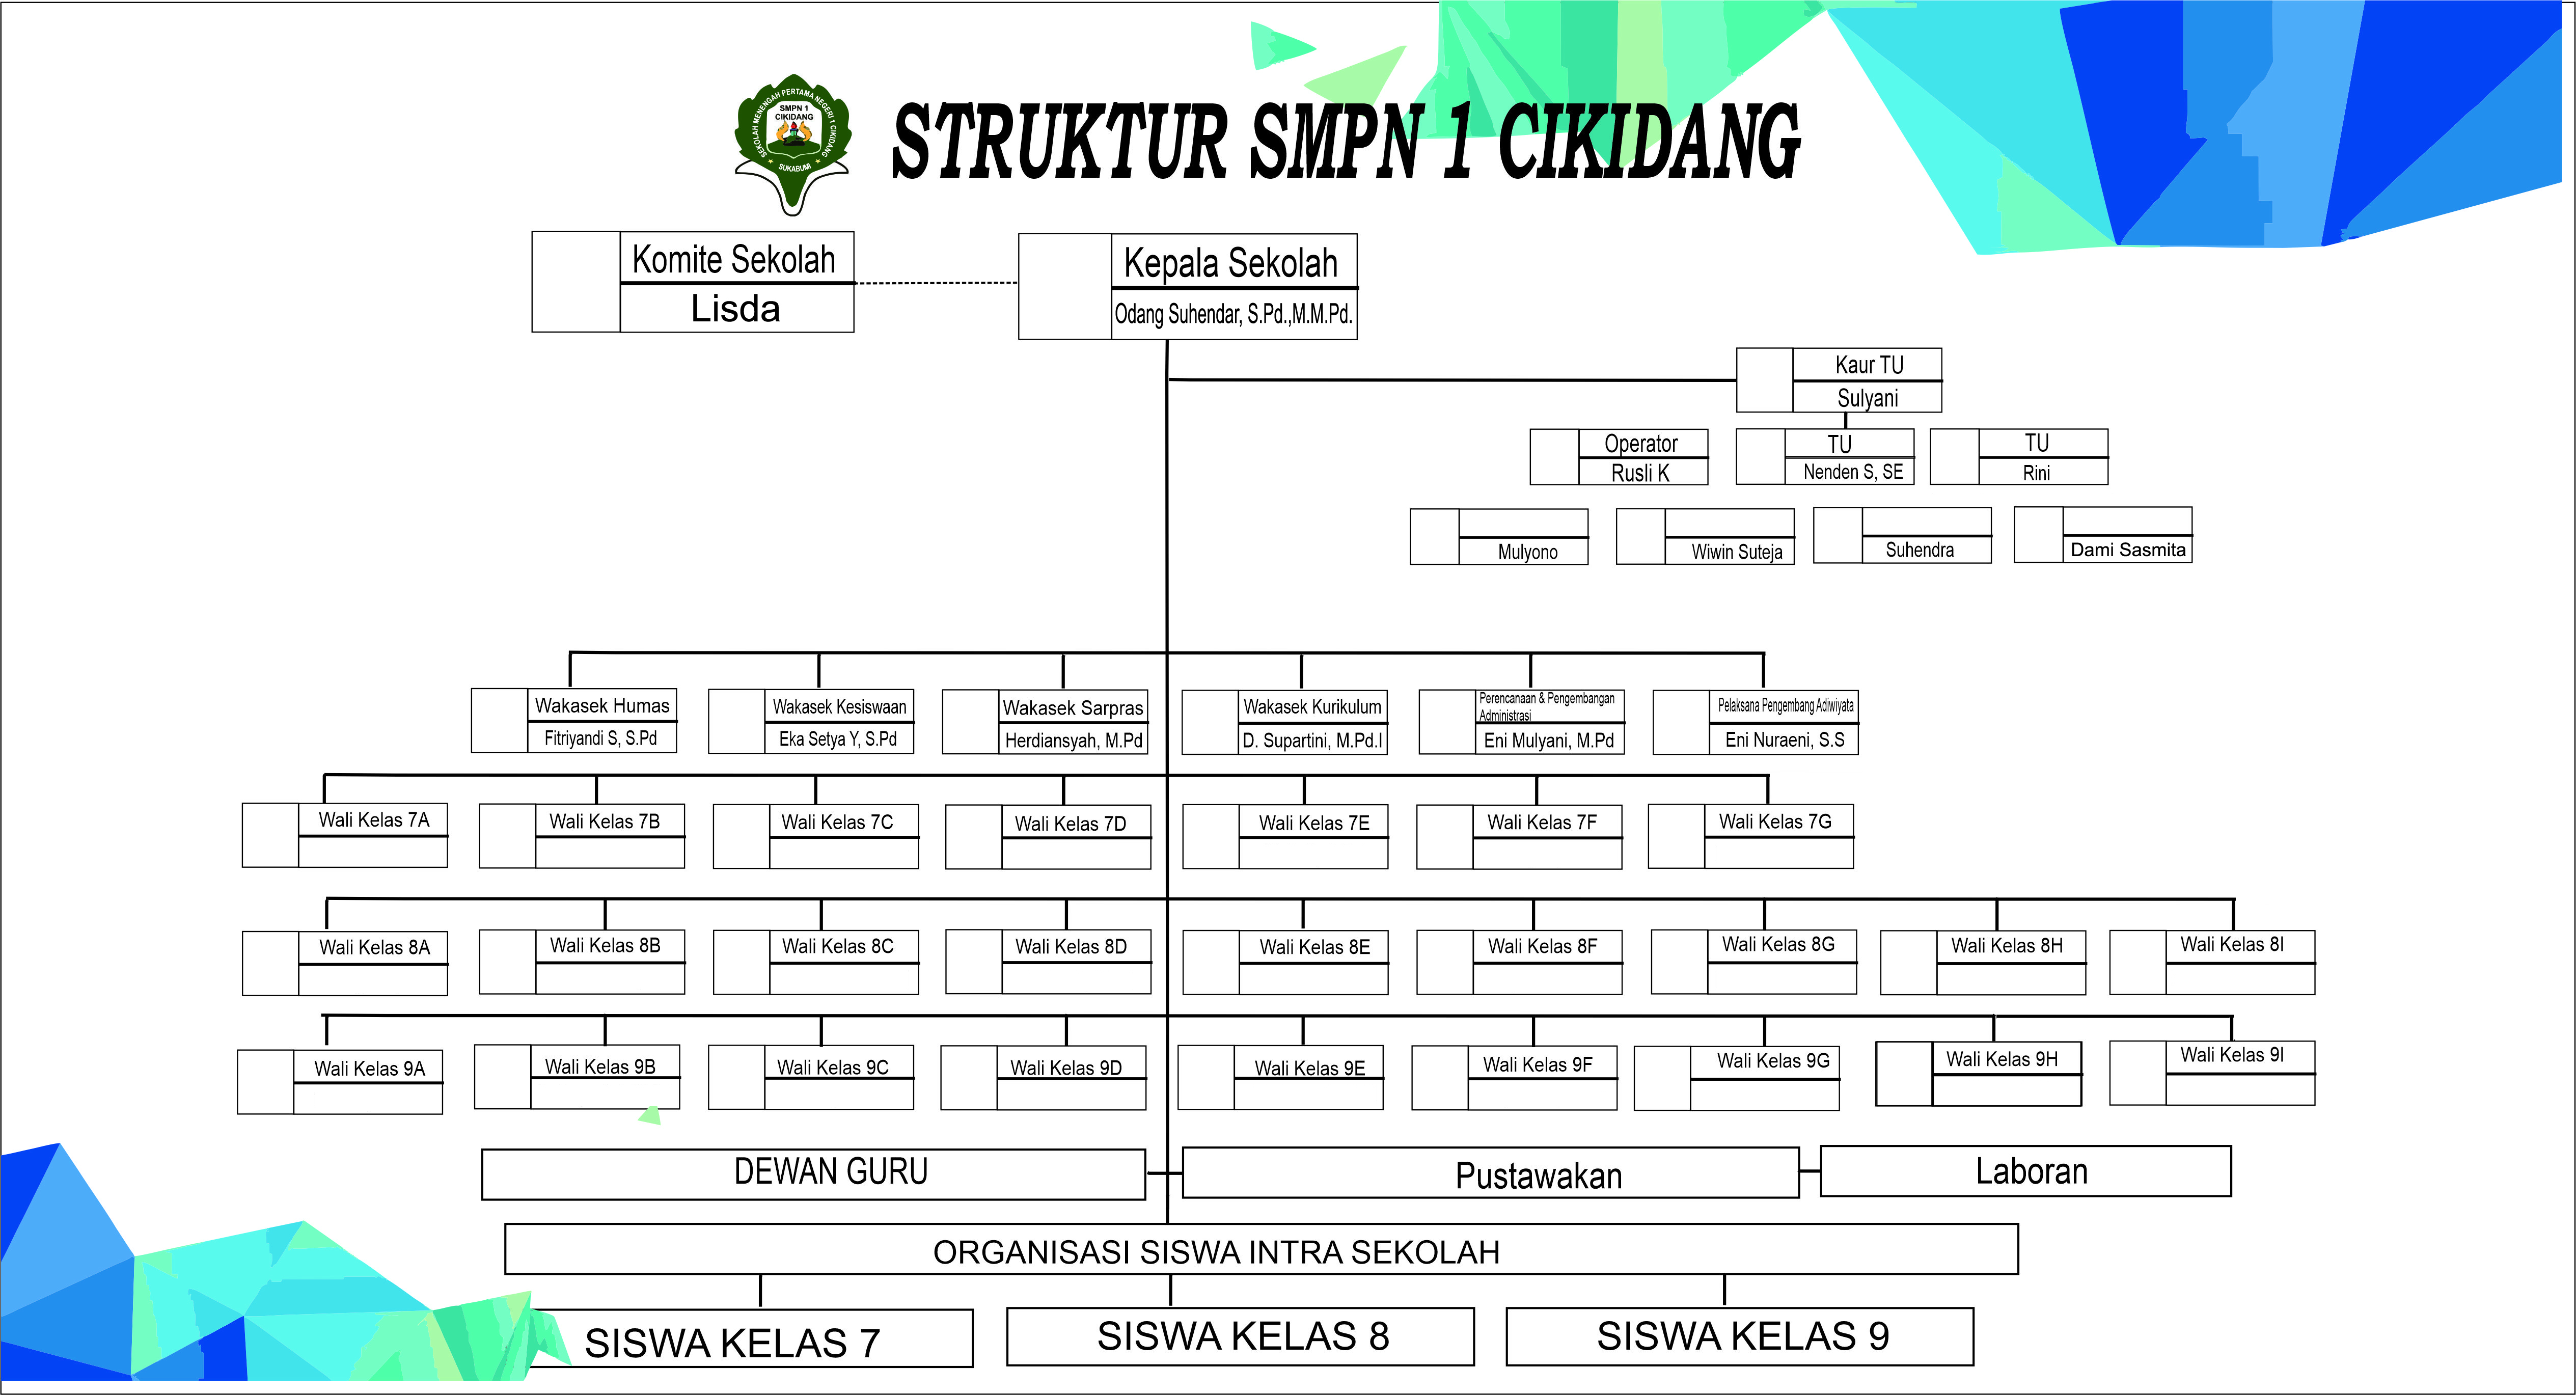 SEKOLAH MENENGAH PERTAMA NEGERI 1 CIKIDANG
SMPN 1
CIKIDANG
SUKABUMI
STRUKTUR SMPN 1 CIKIDANG
Komite Sekolah
Lisda
Kepala Sekolah
Odang Suhendar, S.Pd.,M.M.Pd.
Kaur TU
Sulyani
Operator
Rusli K
TU
Nenden S, SE
TU
Rini
Mulyono
Wiwin Suteja
Suhendra
Dami Sasmita
Wakasek Humas
Fitriyandi S, S.Pd
Wakasek Kesiswaan
Eka Setya Y, S.Pd
Wakasek Sarpras
Herdiansyah, M.Pd
Wakasek Kurikulum
D. Supartini, M.Pd.I
Perencanaan & Pengembangan
Administrasi
Eni Mulyani, M.Pd
Pelaksana Pengembang Adiwiyata
Eni Nuraeni, S.S
Wali Kelas 7A
Wali Kelas 7B
Wali Kelas 7C
Wali Kelas 7D
Wali Kelas 7E
Wali Kelas 7F
Wali Kelas 7G
Wali Kelas 8A
Wali Kelas 8B
Wali Kelas 8C
Wali Kelas 8D
Wali Kelas 8E
Wali Kelas 8F
Wali Kelas 8G
Wali Kelas 8H
Wali Kelas 8I
Wali Kelas 9A
Wali Kelas 9B
Wali Kelas 9C
Wali Kelas 9D
Wali Kelas 9E
Wali Kelas 9F
Wali Kelas 9G
Wali Kelas 9H
Wali Kelas 9I
DEWAN GURU
Pustawakan
Laboran
ORGANISASI SISWA INTRA SEKOLAH
SISWA KELAS 7
SISWA KELAS 8
SISWA KELAS 9